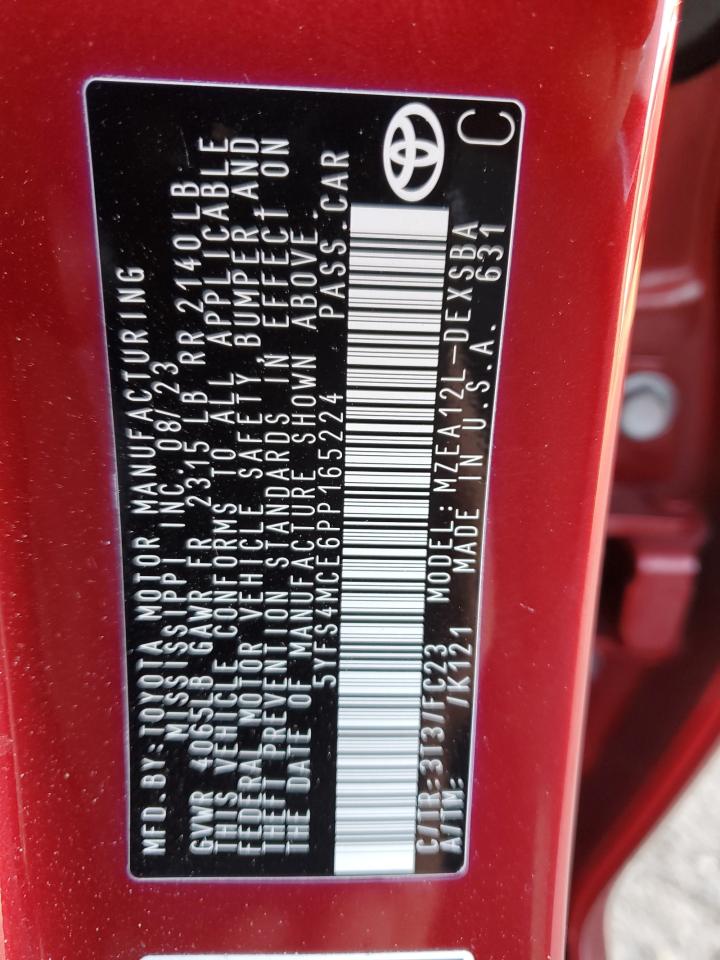 MFD.BY:TOYOTA MOTOR MANUFACTURING
MISSISSIPPI INC. 08/23
GVWR 4065LB GAWR FR 2315 LB RR 2140LB
THIS VEHICLE CONFORMS TO ALL APPLICABLE
FEDERAL MOTOR VEHICLE SAFETY, BUMPER AND
THEFT PREVENTION STANDARDS IN EFFECT ON
THE DATE OF MANUFACTURE SHOWN ABOVE.
5YFS4MCE6PP165224 PASS.CAR
C/TR:3T3/FC23 MODEL:MZEA12L-DEXSBA
A/TM: /K121 MADE IN U.S.A. 631
C